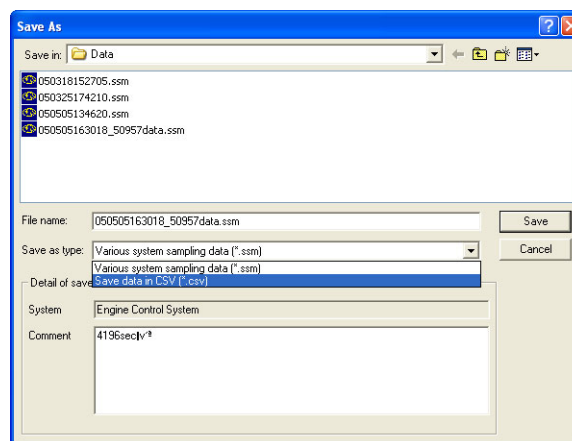 Save As
Save in: Data
050318152705.ssm
050325174210.ssm
050505134620.ssm
050505163018_50957data.ssm
File name: 050505163018_50957data.ssm Save
Save as type: Various system sampling data (*.ssm) Cancel
Various system sampling data (*.ssm)
Save data in CSV (*.csv)
Detail of save
System Engine Control System
Comment